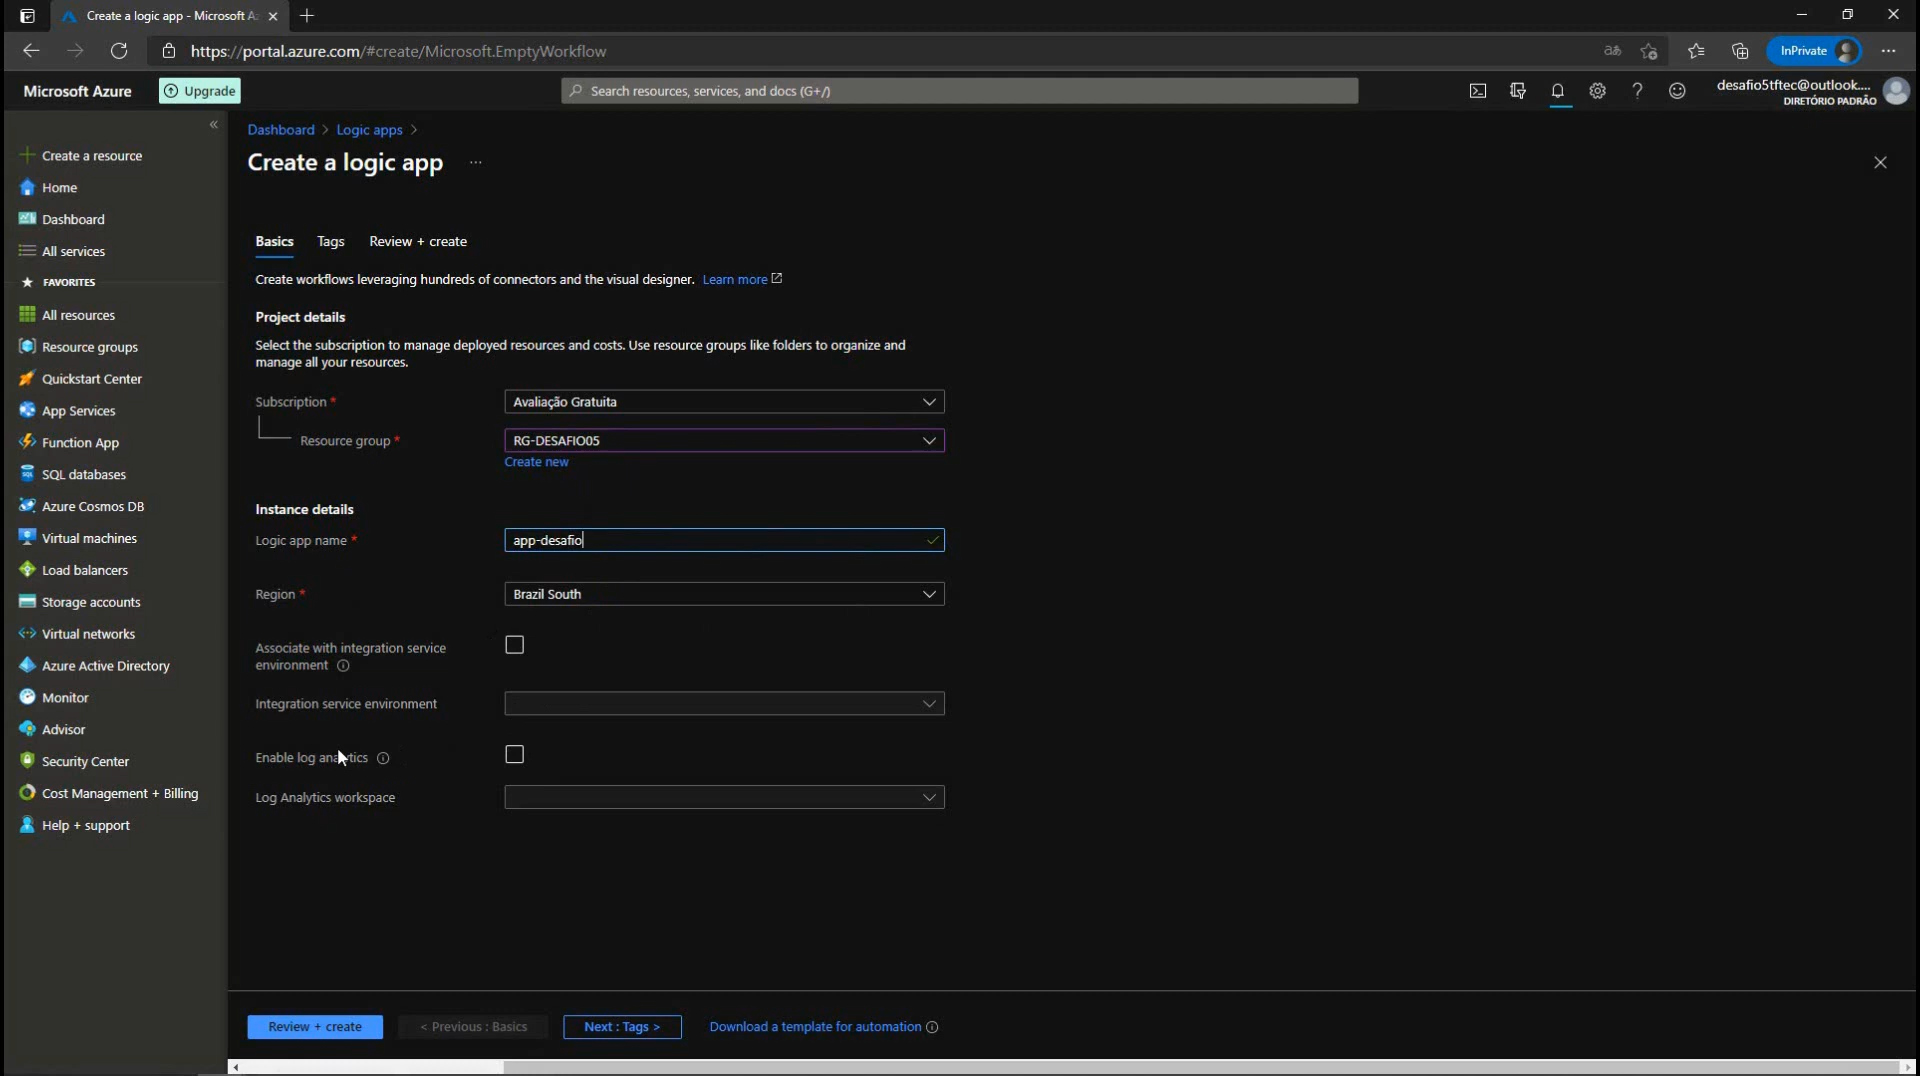 Create a logic app - Microsoft Az
https://portal.azure.com/#create/Microsoft.EmptyWorkflow
InPrivate
Microsoft Azure
Upgrade
Search resources, services, and docs (G+/)
desafio5tftec@outlook....
DIRETÓRIO PADRÃO
Create a resource
Home
Dashboard
All services
FAVORITES
All resources
Resource groups
Quickstart Center
App Services
Function App
SQL databases
Azure Cosmos DB
Virtual machines
Load balancers
Storage accounts
Virtual networks
Azure Active Directory
Monitor
Advisor
Security Center
Cost Management + Billing
Help + support
Dashboard > Logic apps >
Create a logic app ...
Basics Tags Review + create
Create workflows leveraging hundreds of connectors and the visual designer. Learn more
Project details
Select the subscription to manage deployed resources and costs. Use resource groups like folders to organize and
manage all your resources.
Subscription * Avaliação Gratuita
Resource group * RG-DESAFIO05
Create new
Instance details
Logic app name * app-desafio
Region * Brazil South
Associate with integration service
environment
Integration service environment
Enable log analytics
Log Analytics workspace
Review + create < Previous : Basics Next : Tags > Download a template for automation